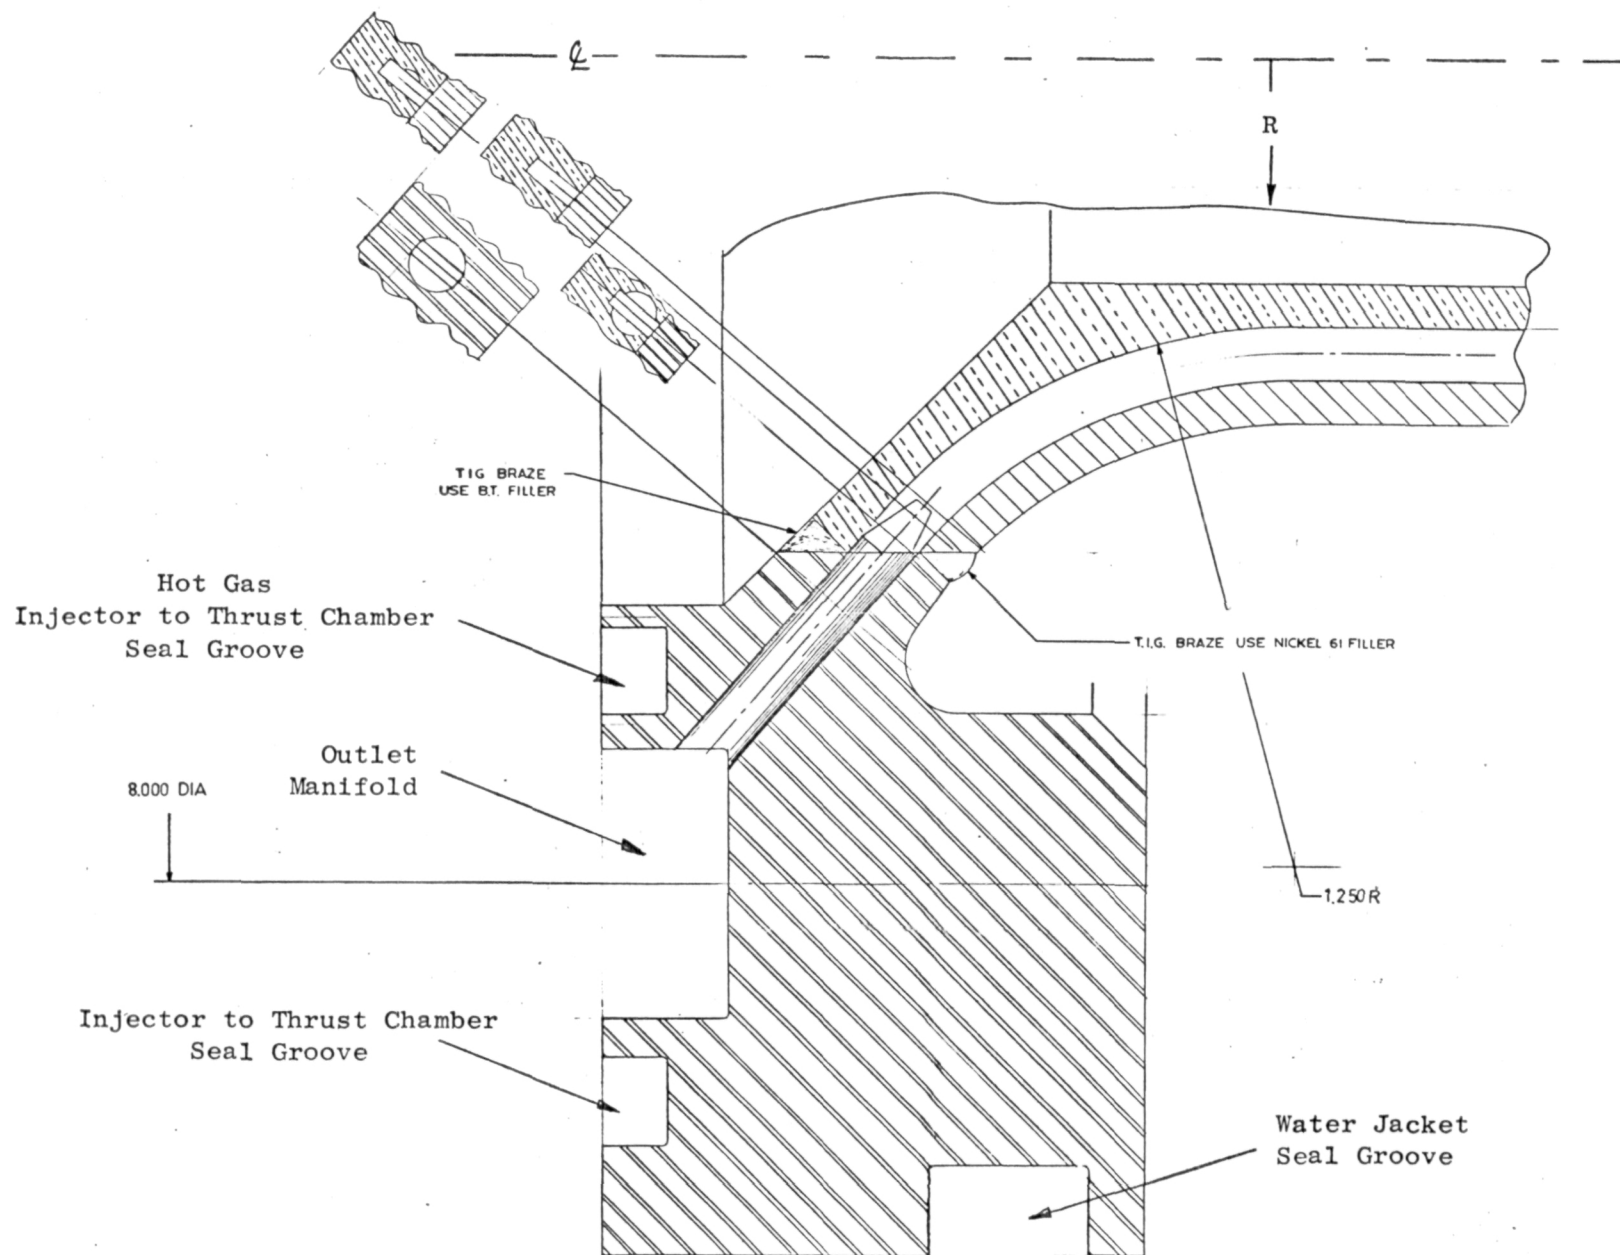 ℄
R
TIG BRAZE
USE B.T. FILLER
Hot Gas
Injector to Thrust Chamber
Seal Groove
T.I.G. BRAZE USE NICKEL 61 FILLER
Outlet
Manifold
8.000 DIA
1.250 R
Injector to Thrust Chamber
Seal Groove
Water Jacket
Seal Groove